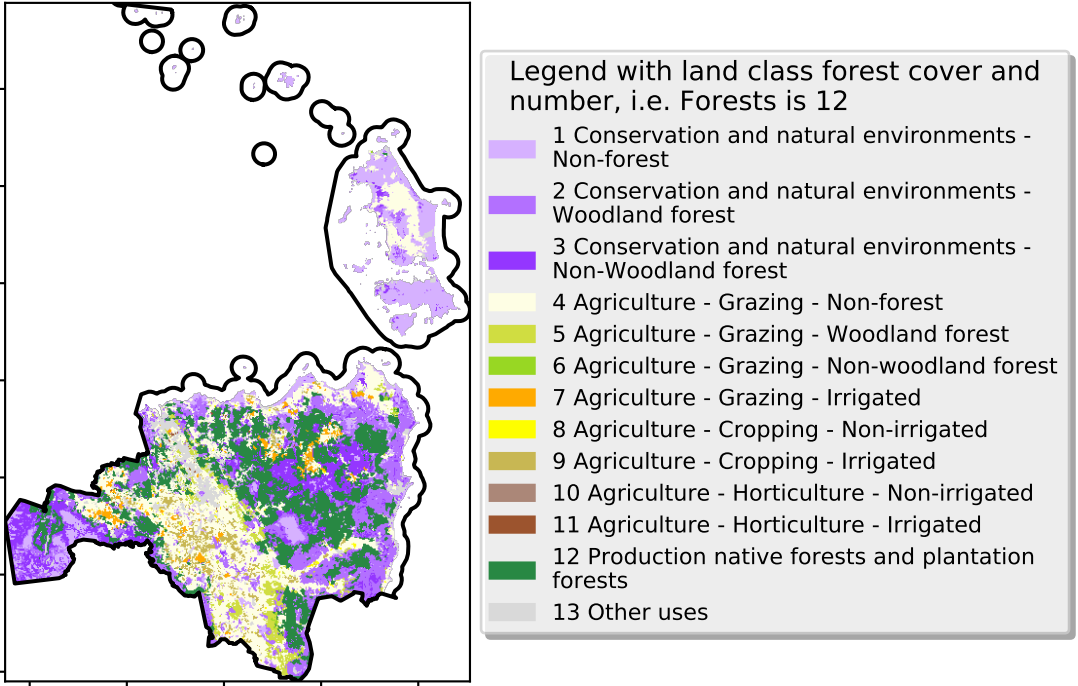 Legend with land class forest cover and
number, i.e. Forests is 12
1 Conservation and natural environments -
Non-forest
2 Conservation and natural environments -
Woodland forest
3 Conservation and natural environments -
Non-Woodland forest
4 Agriculture - Grazing - Non-forest
5 Agriculture - Grazing - Woodland forest
6 Agriculture - Grazing - Non-woodland forest
7 Agriculture - Grazing - Irrigated
8 Agriculture - Cropping - Non-irrigated
9 Agriculture - Cropping - Irrigated
10 Agriculture - Horticulture - Non-irrigated
11 Agriculture - Horticulture - Irrigated
12 Production native forests and plantation
forests
13 Other uses